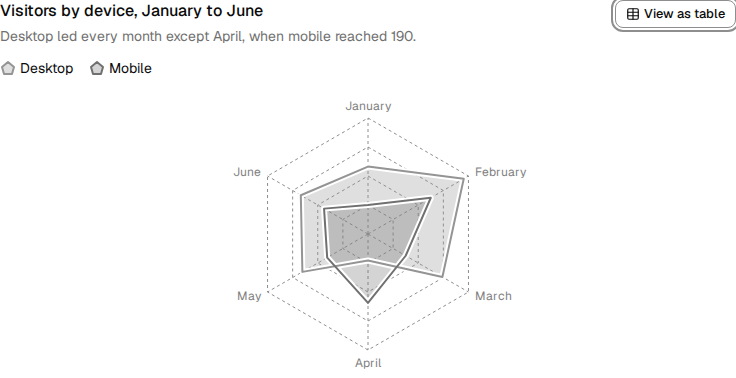 Visitors by device, January to June
View as table
Desktop led every month except April, when mobile reached 190.
Desktop
Mobile
January
June
February
May
March
April